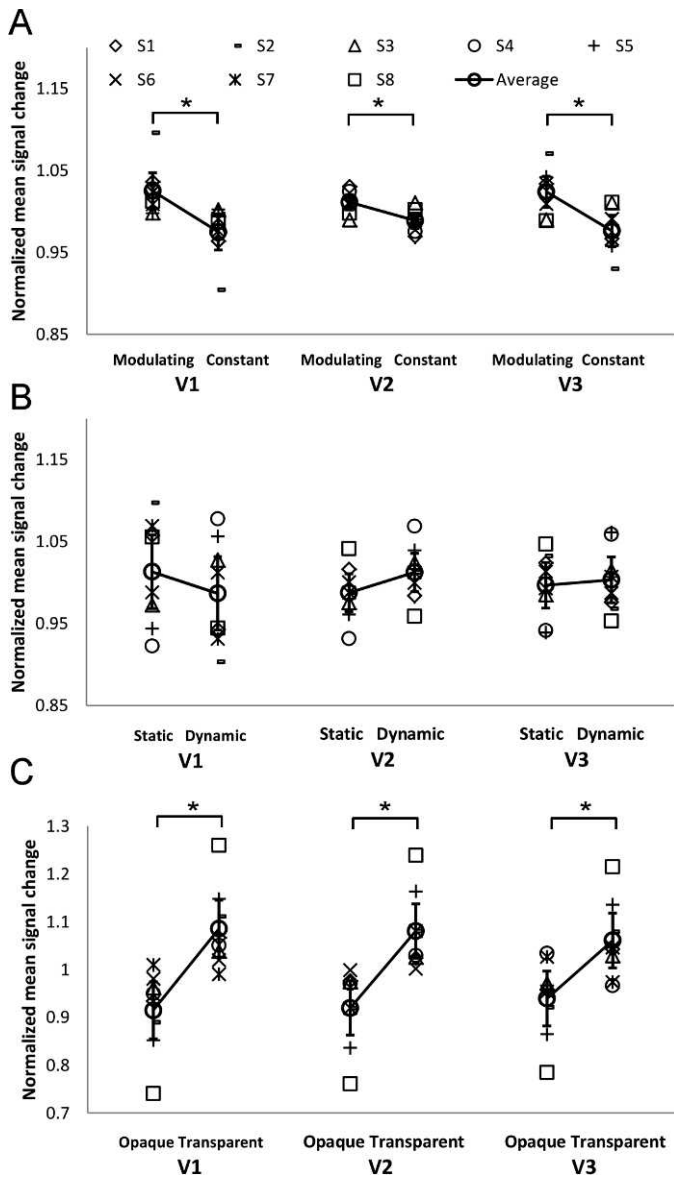 A
S1 S2 S3 S4 S5
S6 S7 S8 Average
Normalized mean signal change
1.15
1.05
0.95
0.85
* * *
Modulating Constant Modulating Constant Modulating Constant
V1 V2 V3
B
Normalized mean signal change
1.15
1.05
0.95
0.85
Static Dynamic Static Dynamic Static Dynamic
V1 V2 V3
C
Normalized mean signal change
1.3
1.2
1.1
1
0.9
0.8
0.7
* * *
Opaque Transparent Opaque Transparent Opaque Transparent
V1 V2 V3